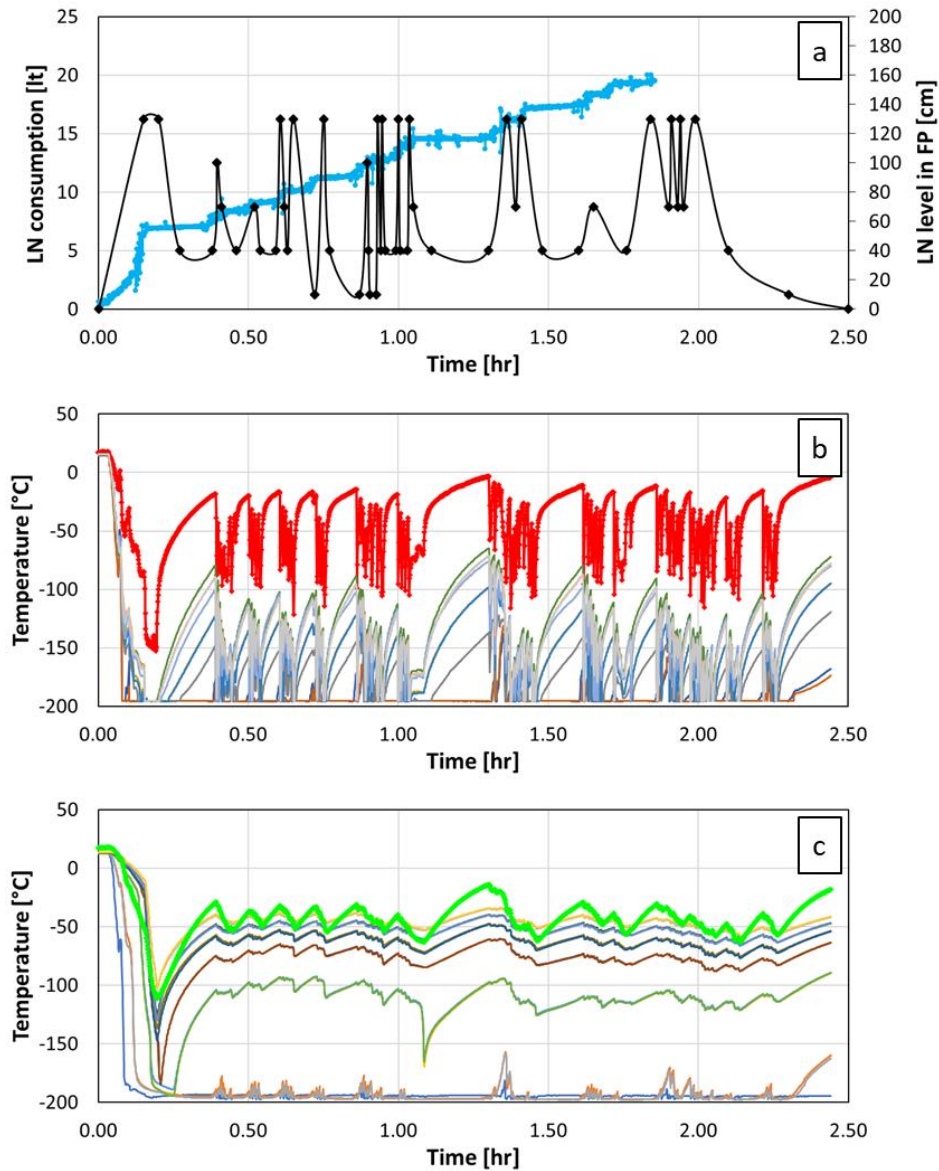 a
LN consumption [lt]
LN level in FP [cm]
25
20
15
10
5
0
200
180
160
140
120
100
80
60
40
20
0
0.00 0.50 1.00 1.50 2.00 2.50
Time [hr]
b
Temperature [°C]
50
0
-50
-100
-150
-200
0.00 0.50 1.00 1.50 2.00 2.50
Time [hr]
c
Temperature [°C]
50
0
-50
-100
-150
-200
0.00 0.50 1.00 1.50 2.00 2.50
Time [hr]